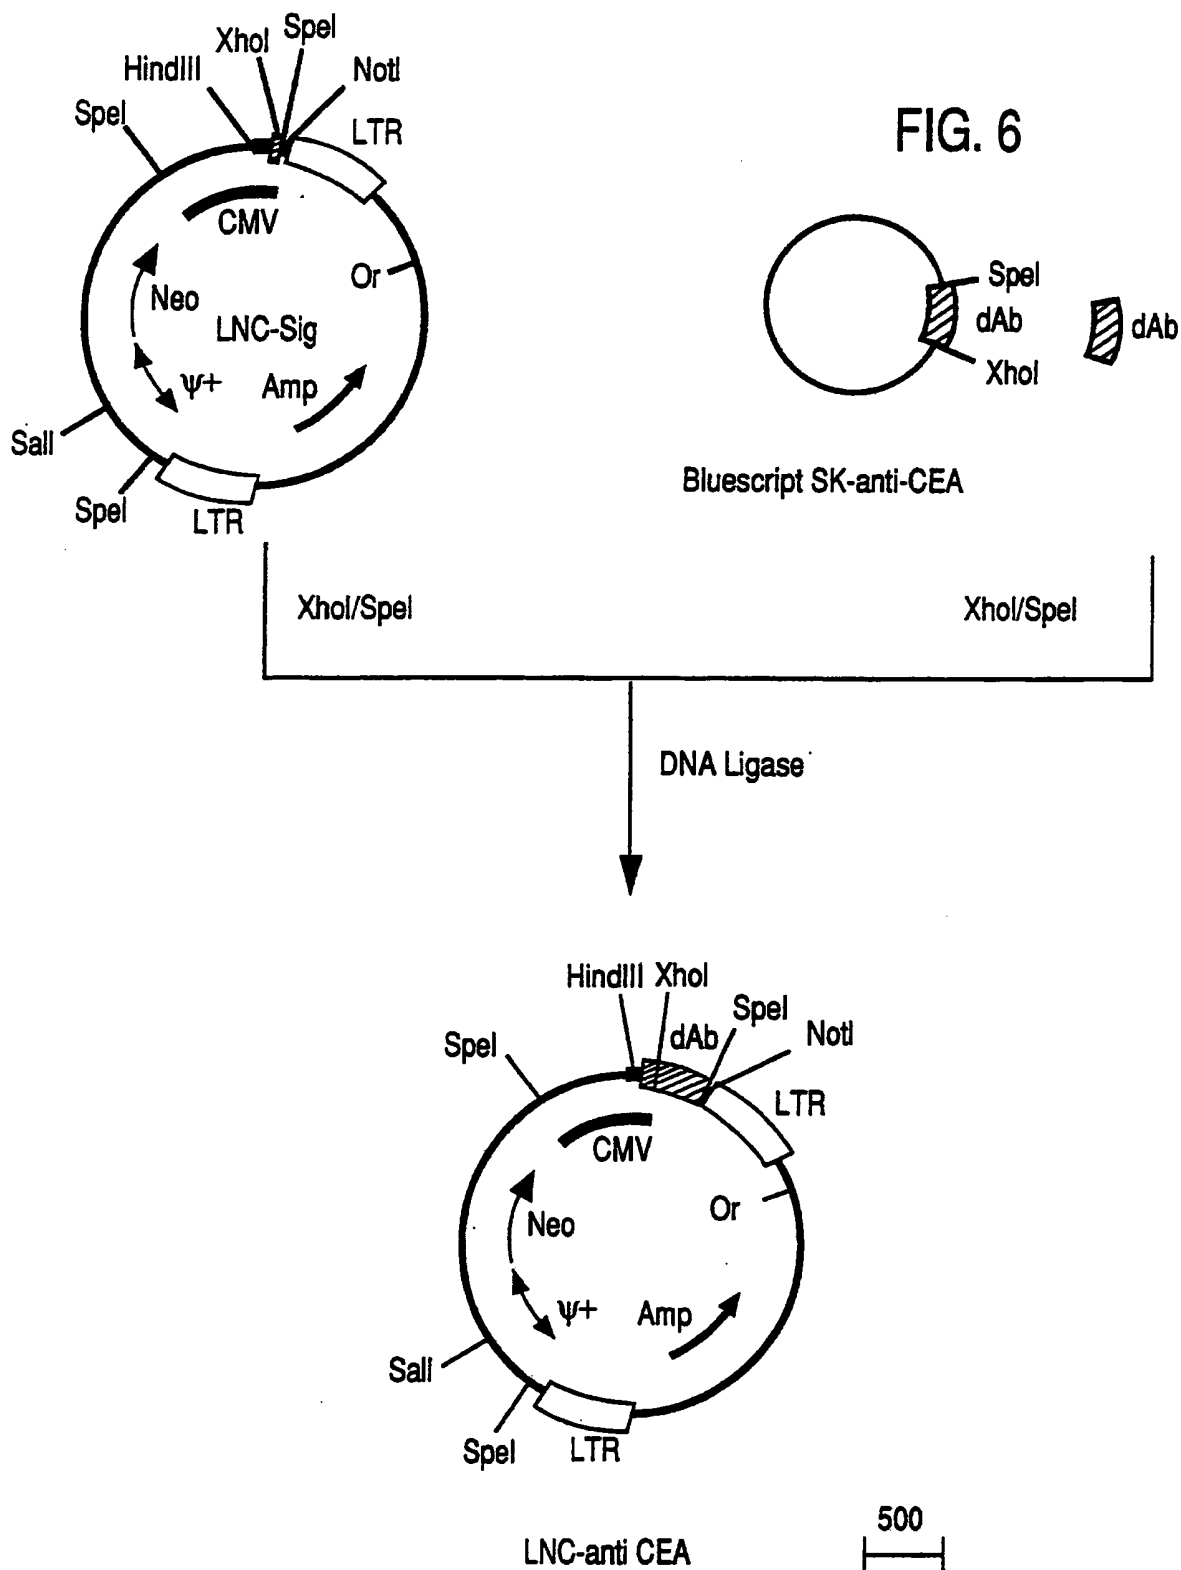 FIG. 6
SpeI
XhoI
HindIII
NotI
SpeI
LTR
CMV
Or
Neo
LNC-Sig
ψ+
Amp
SalI
SpeI
LTR
SpeI
dAb
dAb
XhoI
Bluescript SK-anti-CEA
XhoI/SpeI
XhoI/SpeI
DNA Ligase
HindIII XhoI
SpeI
dAb
NotI
SpeI
LTR
CMV
Or
Neo
ψ+
Amp
SalI
SpeI
LTR
500
LNC-anti CEA